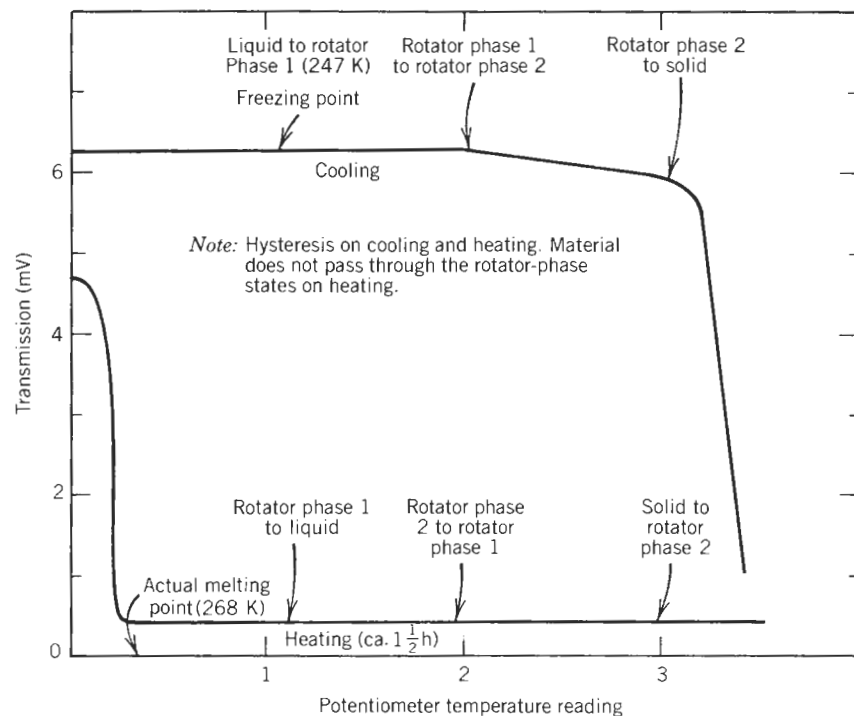 Liquid to rotator
Phase 1 (247 K)
Freezing point
Rotator phase 1
to rotator phase 2
Rotator phase 2
to solid
6
Cooling
Note: Hysteresis on cooling and heating. Material
does not pass through the rotator-phase
states on heating.
Transmission (mV)
4
2
Rotator phase 1
to liquid
Rotator phase
2 to rotator
phase 1
Solid to
rotator
phase 2
Actual melting
point (268 K)
0
Heating (ca. 1 1/2 h)
1
2
3
Potentiometer temperature reading